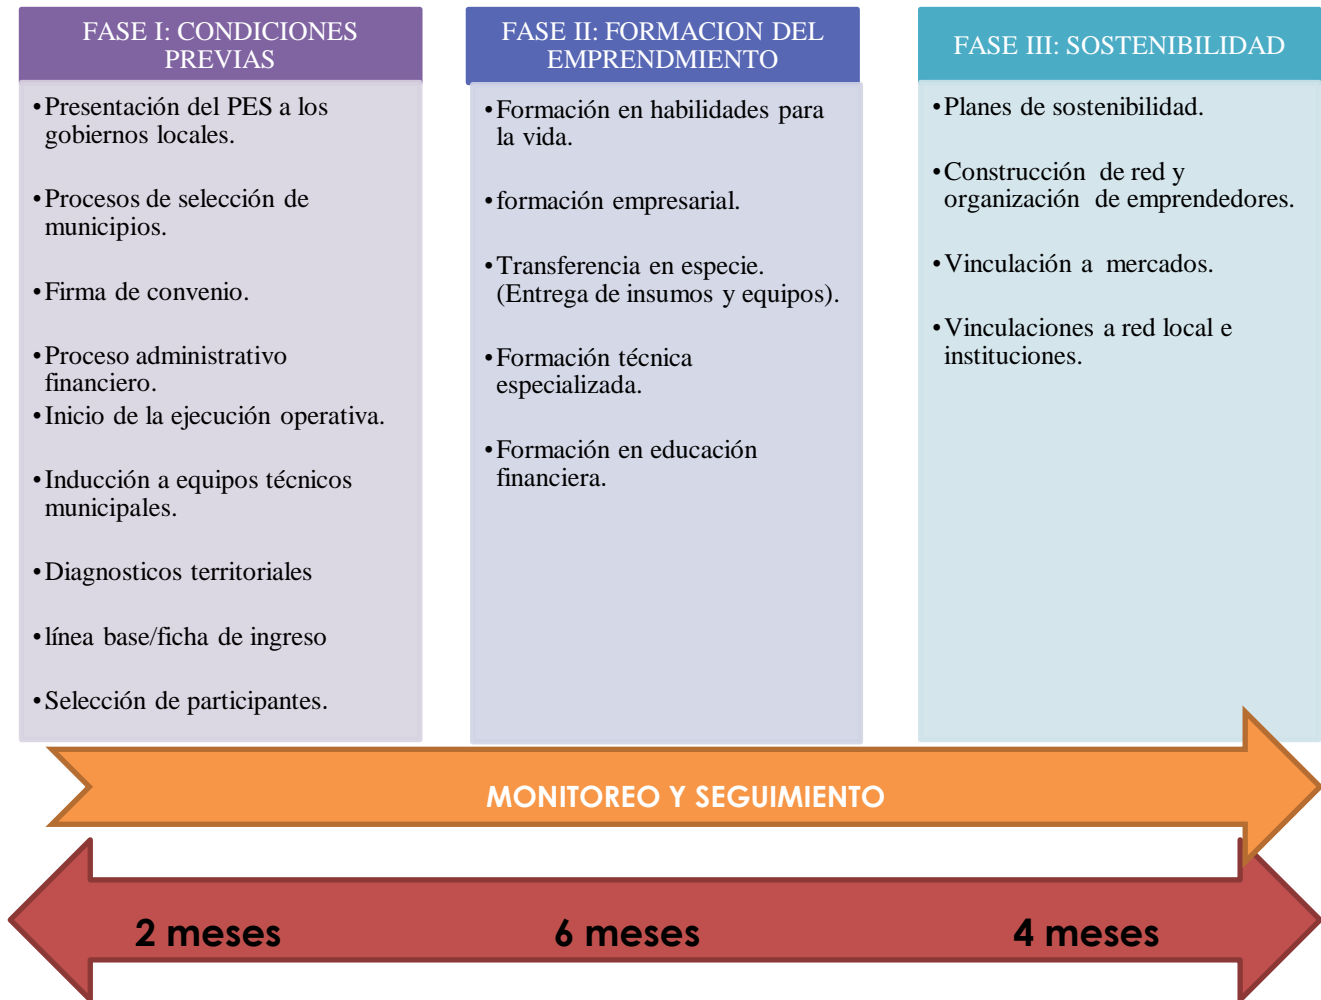 FASE I: CONDICIONES
PREVIAS
•Presentación del PES a los
gobiernos locales.
•Procesos de selección de
municipios.
•Firma de convenio.
•Proceso administrativo
financiero.
•Inicio de la ejecución operativa.
•Inducción a equipos técnicos
municipales.
•Diagnosticos territoriales
•línea base/ficha de ingreso
•Selección de participantes.
FASE II: FORMACION DEL
EMPRENDMIENTO
•Formación en habilidades para
la vida.
•formación empresarial.
•Transferencia en especie.
(Entrega de insumos y equipos).
•Formación técnica
especializada.
•Formación en educación
financiera.
FASE III: SOSTENIBILIDAD
•Planes de sostenibilidad.
•Construcción de red y
organización de emprendedores.
•Vinculación a mercados.
•Vinculaciones a red local e
instituciones.
MONITOREO Y SEGUIMIENTO
2 meses
6 meses
4 meses